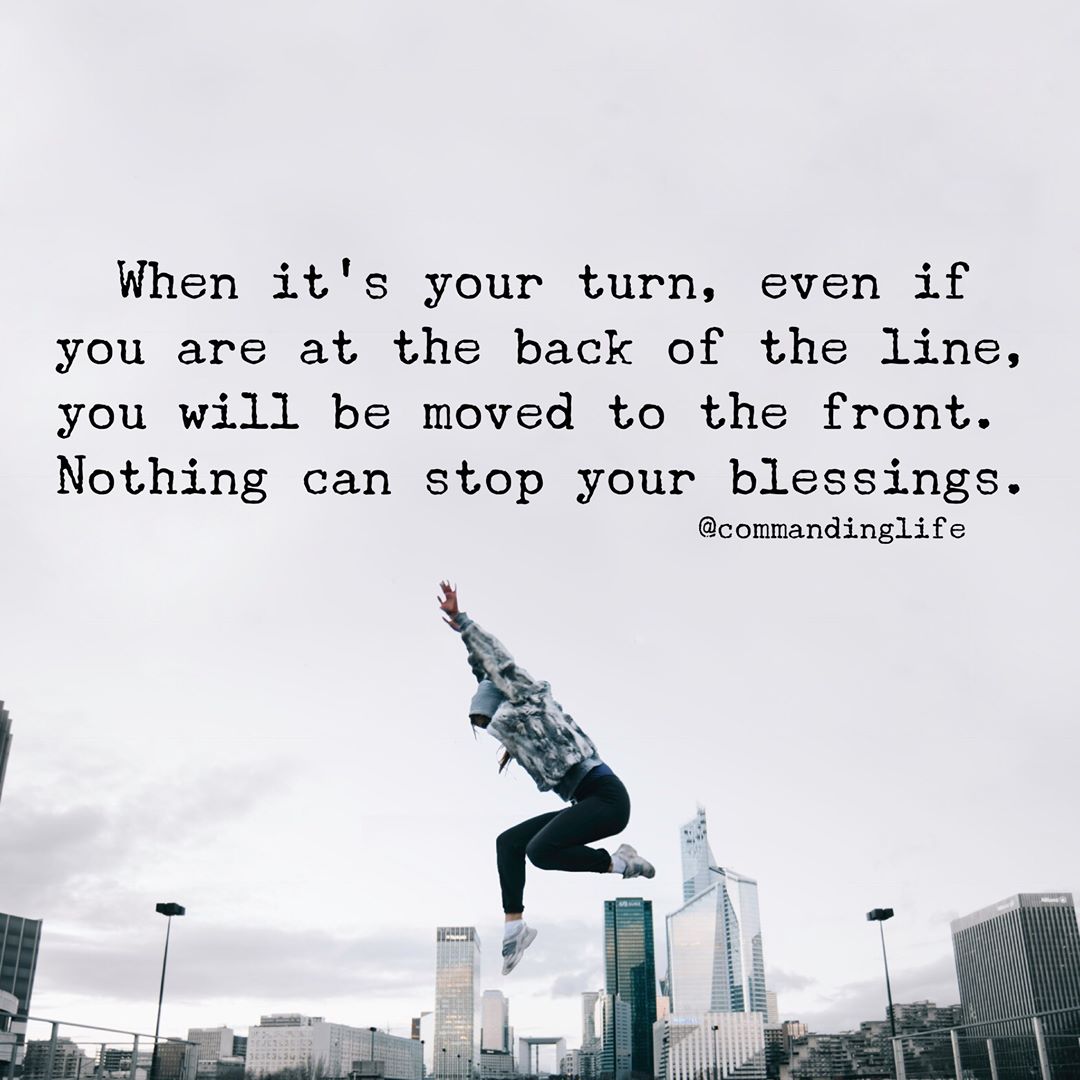 When it's your turn, even if
you are at the back of the line,
you will be moved to the front.
Nothing can stop your blessings.
@commandinglife
Allianz